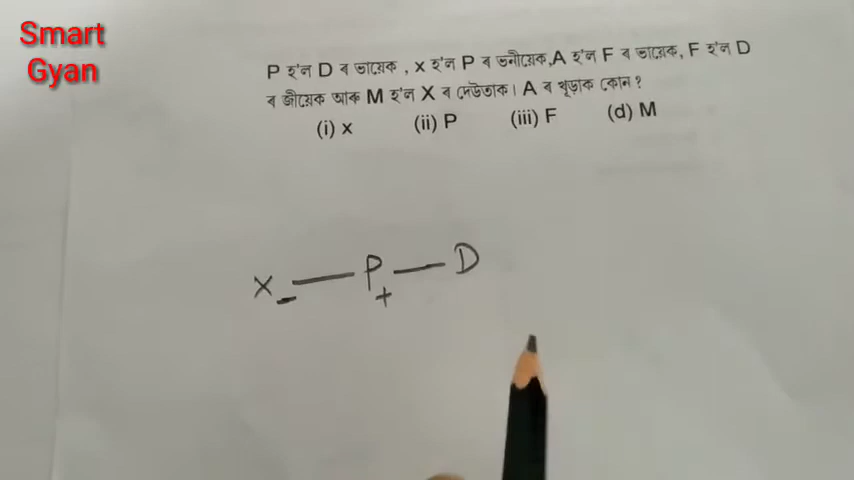 Smart
Gyan
P হ'ল D ৰ ভায়েক , x হ'ল P ৰ ভনীয়েক,A হ'ল F ৰ ভায়েক, F হ'ল D
ৰ জীয়েক আৰু M হ'ল X ৰ দেউতাক। A ৰ খুড়াক কোন?
(i) x (ii) P (iii) F (d) M
X - — P + — D